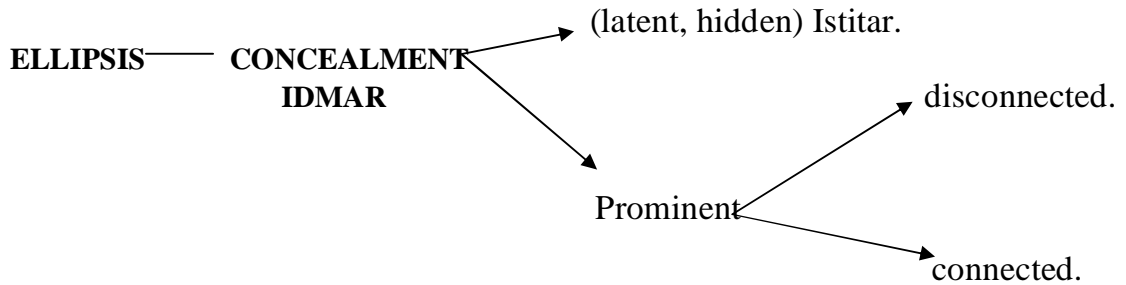 (latent, hidden) Istitar.
ELLIPSIS CONCEALMENT
IDMAR
disconnected.
Prominent
connected.